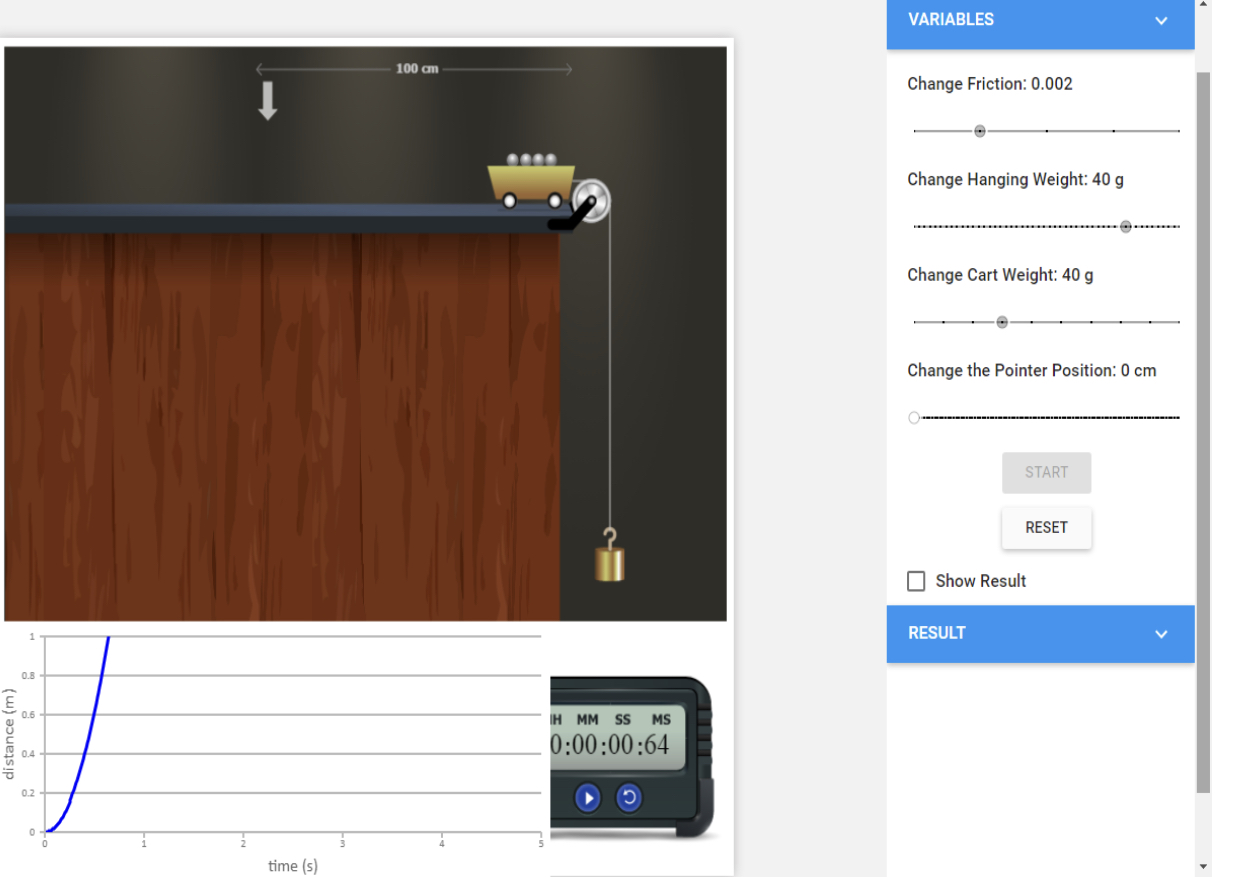 VARIABLES
100 cm
Change Friction: 0.002
Change Hanging Weight: 40 g
Change Cart Weight: 40 g
Change the Pointer Position: 0 cm
START
RESET
Show Result
RESULT
1
0.8
0.6
0.4
0.2
0
distance (m)
0 1 2 3 4 5
time (s)
MM SS MS
0:00:00:64